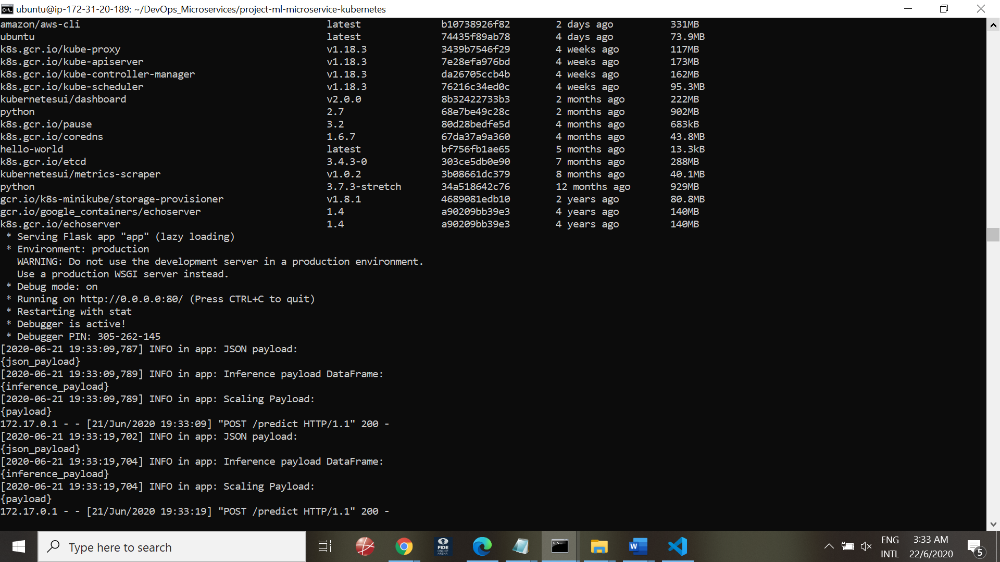 ubuntu@ip-172-31-20-189: ~/DevOps_Microservices/project-ml-microservice-kubernetes
amazon/aws-cli latest b10738926f82 2 days ago 331MB
ubuntu latest 74435f89ab78 4 days ago 73.9MB
k8s.gcr.io/kube-proxy v1.18.3 3439b7546f29 4 weeks ago 117MB
k8s.gcr.io/kube-apiserver v1.18.3 7e28efa976bd 4 weeks ago 173MB
k8s.gcr.io/kube-controller-manager v1.18.3 da26705ccb4b 4 weeks ago 162MB
k8s.gcr.io/kube-scheduler v1.18.3 76216c34ed0c 4 weeks ago 95.3MB
kubernetesui/dashboard v2.0.0 8b32422733b3 2 months ago 222MB
python 2.7 68e7be49c28c 2 months ago 902MB
k8s.gcr.io/pause 3.2 80d28bedfe5d 4 months ago 683kB
k8s.gcr.io/coredns 1.6.7 67da37a9a360 4 months ago 43.8MB
hello-world latest bf756fb1ae65 5 months ago 13.3kB
k8s.gcr.io/etcd 3.4.3-0 303ce5db0e90 7 months ago 288MB
kubernetesui/metrics-scraper v1.0.2 3b08661dc379 8 months ago 40.1MB
python 3.7.3-stretch 34a518642c76 12 months ago 929MB
gcr.io/k8s-minikube/storage-provisioner v1.8.1 4689081edb10 2 years ago 80.8MB
gcr.io/google_containers/echoserver 1.4 a90209bb39e3 4 years ago 140MB
k8s.gcr.io/echoserver 1.4 a90209bb39e3 4 years ago 140MB
* Serving Flask app "app" (lazy loading)
* Environment: production
WARNING: Do not use the development server in a production environment.
Use a production WSGI server instead.
* Debug mode: on
* Running on http://0.0.0.0:80/ (Press CTRL+C to quit)
* Restarting with stat
* Debugger is active!
* Debugger PIN: 305-262-145
[2020-06-21 19:33:09,787] INFO in app: JSON payload:
{json_payload}
[2020-06-21 19:33:09,789] INFO in app: Inference payload DataFrame:
{inference_payload}
[2020-06-21 19:33:09,789] INFO in app: Scaling Payload:
{payload}
172.17.0.1 - - [21/Jun/2020 19:33:09] "POST /predict HTTP/1.1" 200 -
[2020-06-21 19:33:19,702] INFO in app: JSON payload:
{json_payload}
[2020-06-21 19:33:19,704] INFO in app: Inference payload DataFrame:
{inference_payload}
[2020-06-21 19:33:19,704] INFO in app: Scaling Payload:
{payload}
172.17.0.1 - - [21/Jun/2020 19:33:19] "POST /predict HTTP/1.1" 200 -
Type here to search
FIDE
ONLINE
ARENA
W
ENG
INTL
3:33 AM
22/6/2020
5